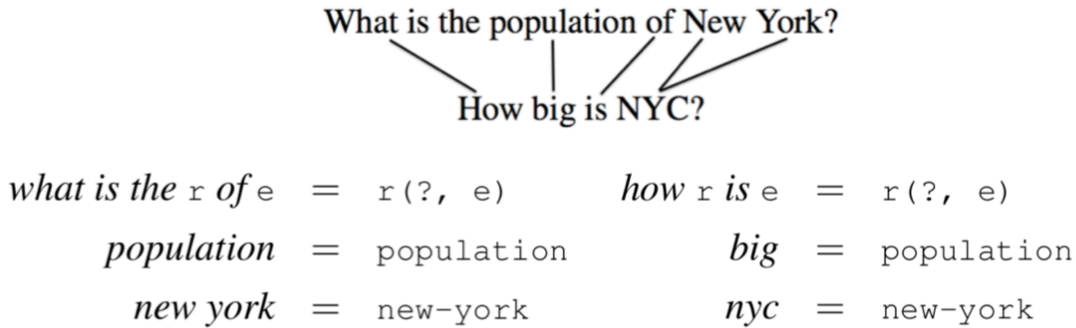 What is the population of New York?
How big is NYC?
what is the r of e = r(?, e) how r is e = r(?, e)
population = population big = population
new york = new-york nyc = new-york